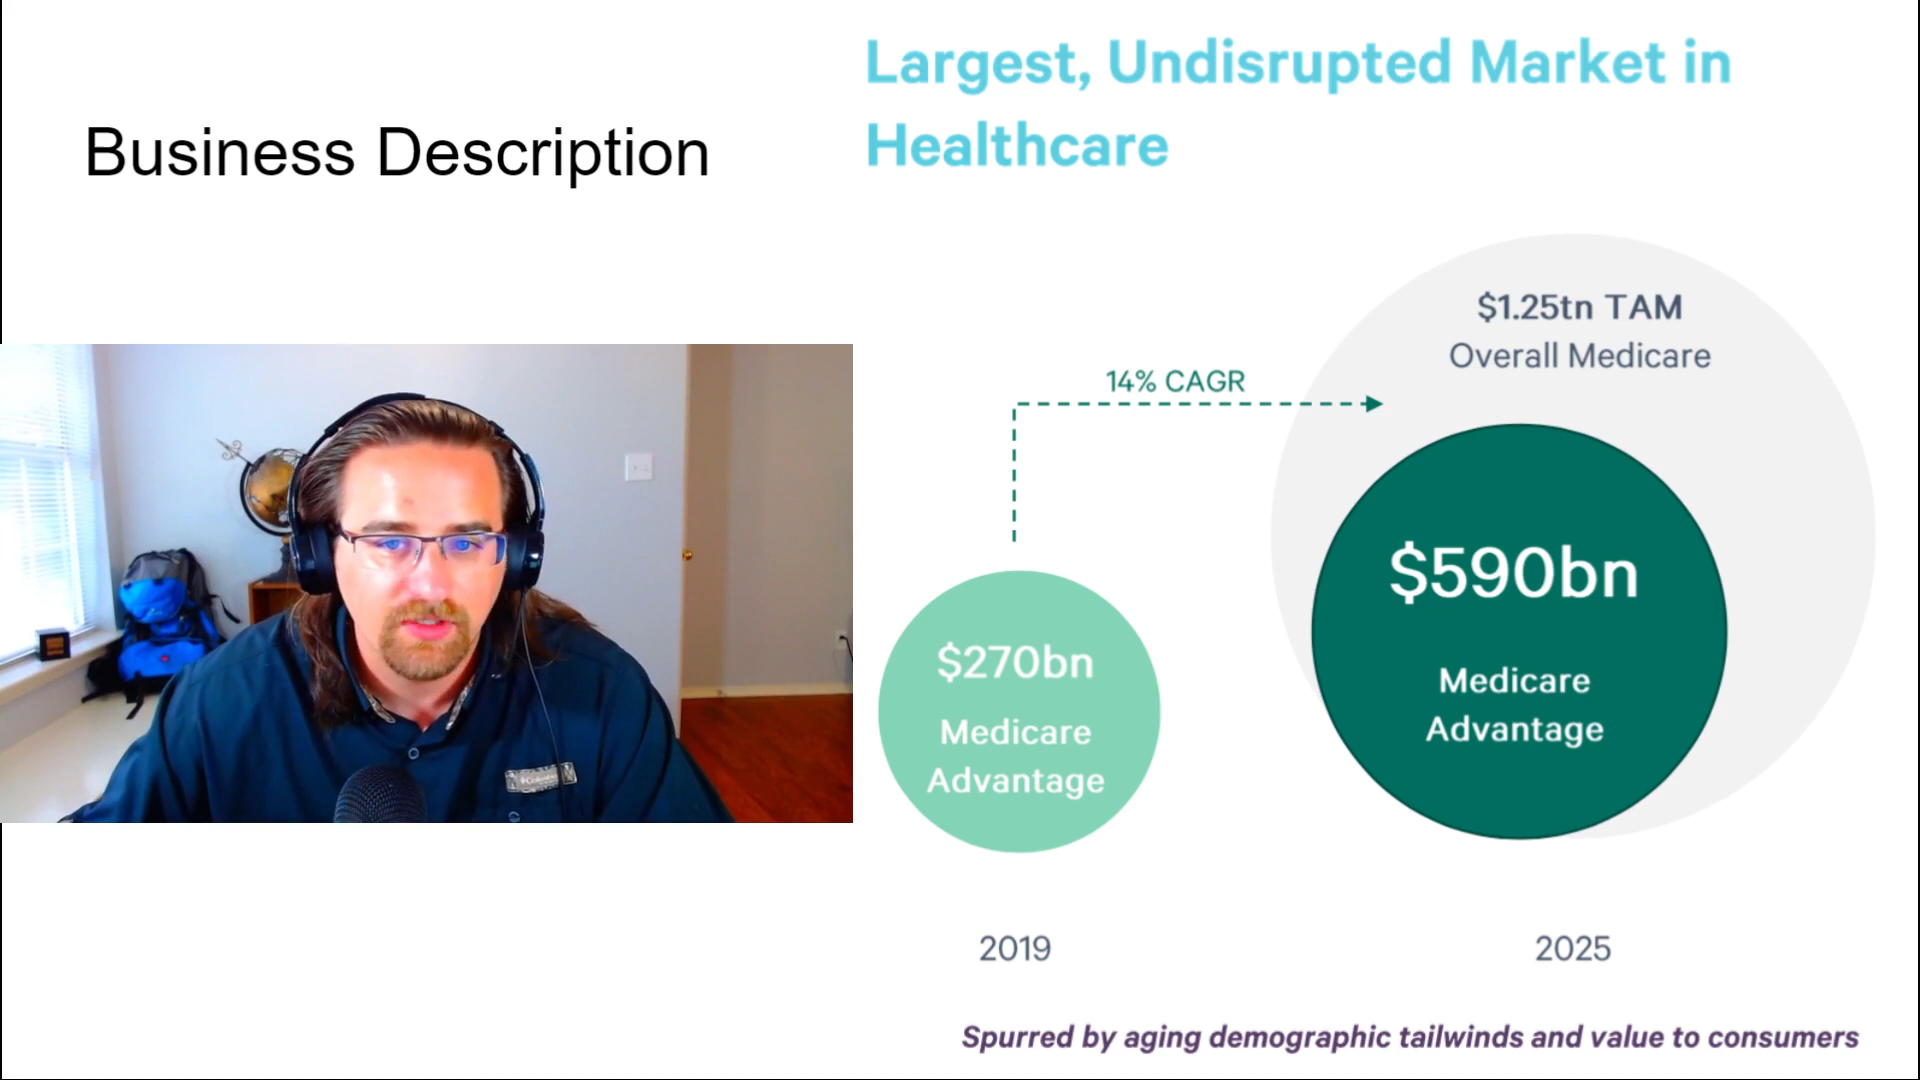 Business Description
Largest, Undisrupted Market in
Healthcare
$1.25tn TAM
Overall Medicare
14% CAGR
$590bn
Medicare
Advantage
$270bn
Medicare
Advantage
Columbia
2019
2025
Spurred by aging demographic tailwinds and value to consumers